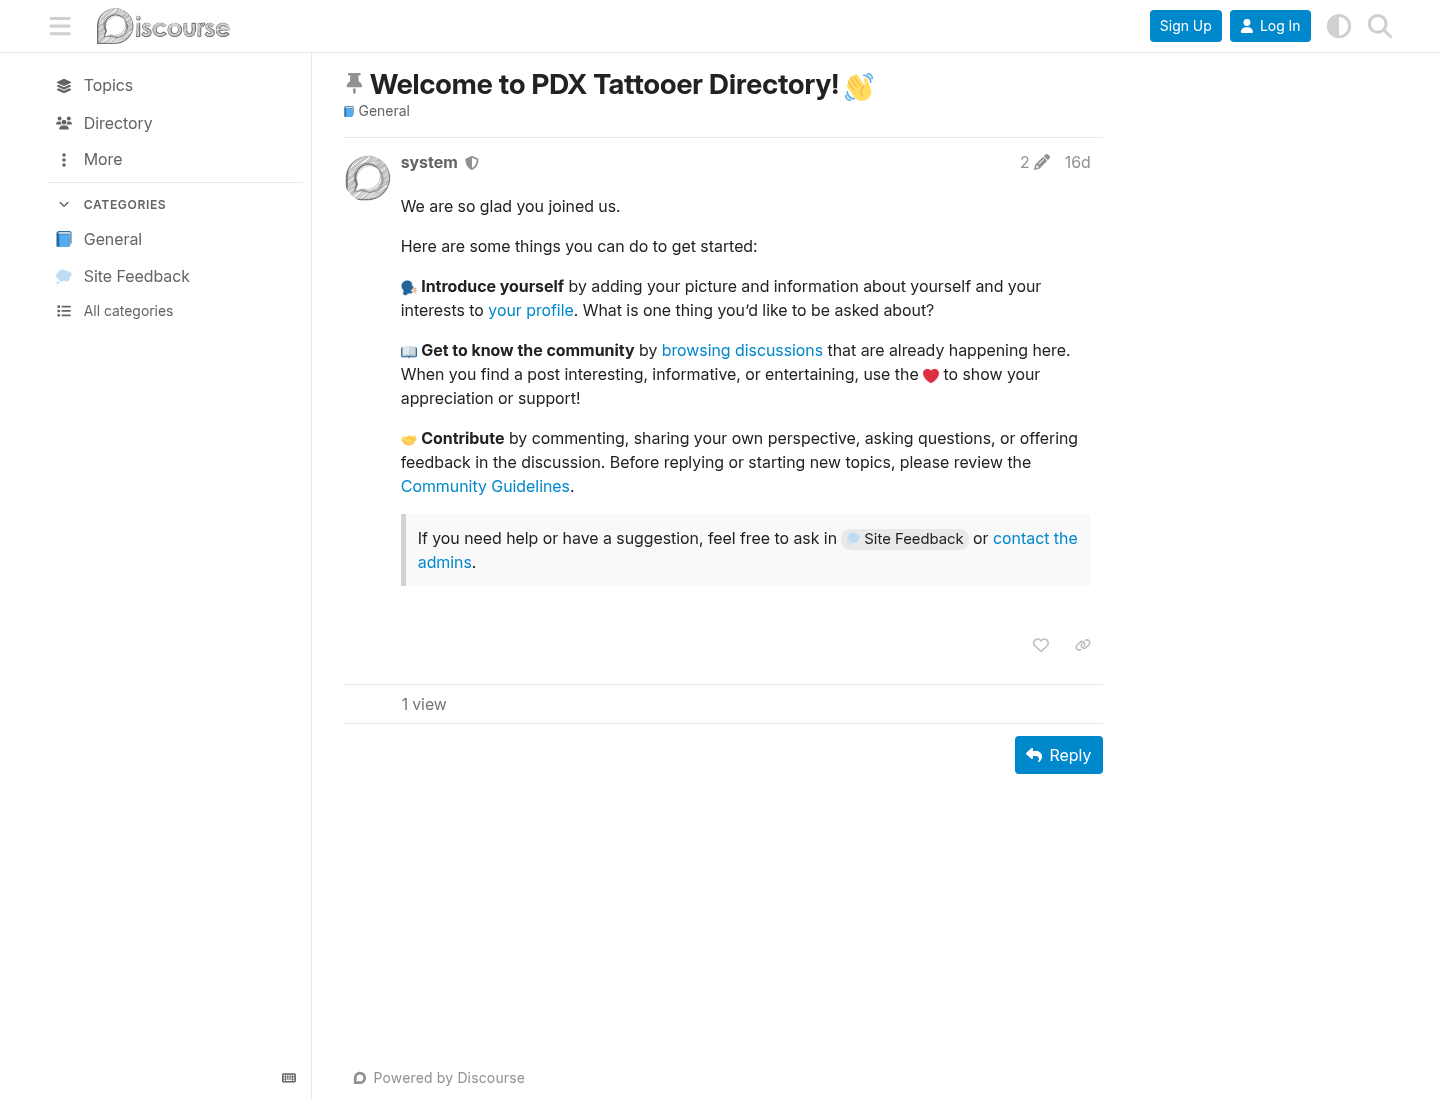 Discourse
Sign Up
Log In
Topics
Directory
More
CATEGORIES
General
Site Feedback
All categories
Welcome to PDX Tattooer Directory!
General
system
2
16d
We are so glad you joined us.
Here are some things you can do to get started:
Introduce yourself by adding your picture and information about yourself and your
interests to your profile. What is one thing you’d like to be asked about?
Get to know the community by browsing discussions that are already happening here.
When you find a post interesting, informative, or entertaining, use the to show your
appreciation or support!
Contribute by commenting, sharing your own perspective, asking questions, or offering
feedback in the discussion. Before replying or starting new topics, please review the
Community Guidelines.
If you need help or have a suggestion, feel free to ask in Site Feedback or contact the
admins.
1 view
Reply
Powered by Discourse